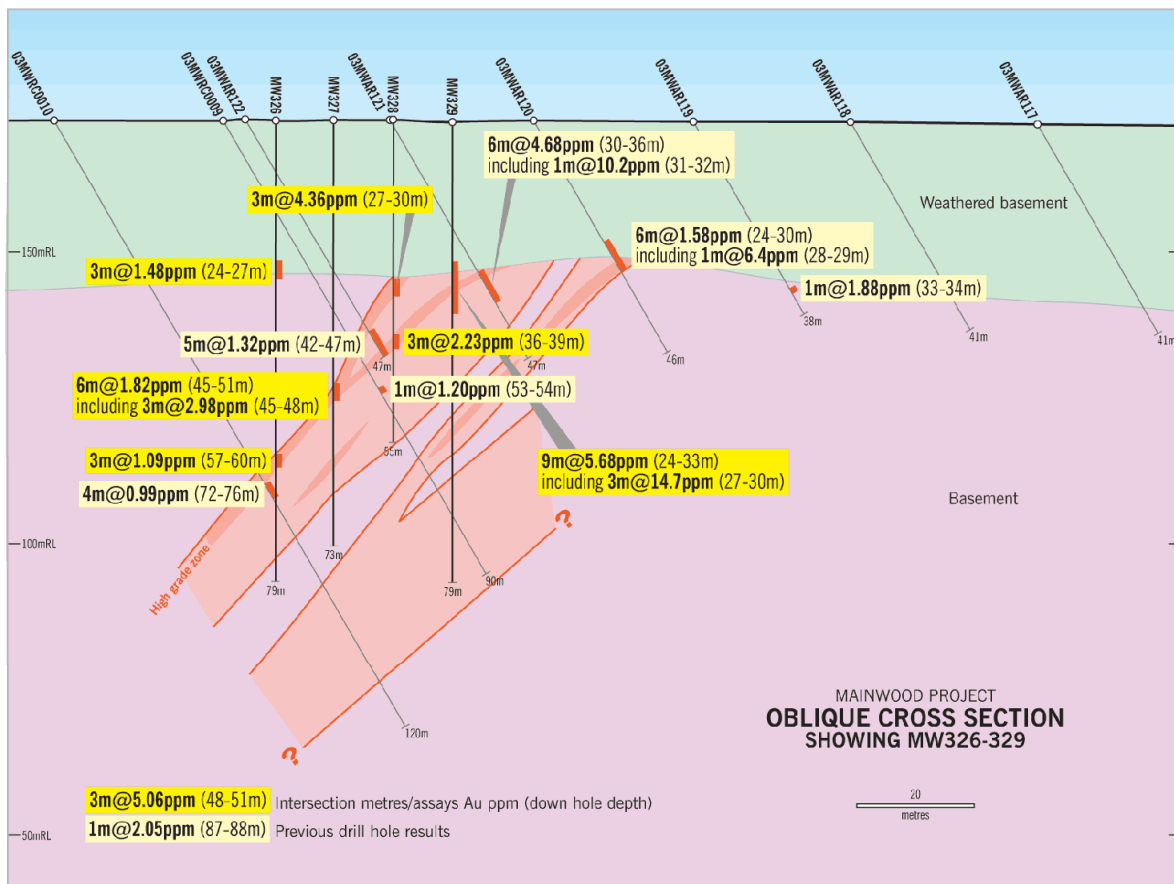 03MWRC0010
03MWRC0009
03MWAR122
MW326
MW327
03MWAR121
MW328
MW329
03MWAR120
03MWAR119
03MWAR118
03MWAR117
6m@4.68ppm (30-36m)
including 1m@10.2ppm (31-32m)
3m@4.36ppm (27-30m)
Weathered basement
6m@1.58ppm (24-30m)
including 1m@6.4ppm (28-29m)
150mRL
3m@1.48ppm (24-27m)
1m@1.88ppm (33-34m)
38m
41m
41m
5m@1.32ppm (42-47m)
3m@2.23ppm (36-39m)
46m
47m
47m
6m@1.82ppm (45-51m)
including 3m@2.98ppm (45-48m)
1m@1.20ppm (53-54m)
3m@1.09ppm (57-60m)
9m@5.68ppm (24-33m)
including 3m@14.7ppm (27-30m)
4m@0.99ppm (72-76m)
Basement
?
100mRL
High grade zone
73m
79m
79m
90m
MAINWOOD PROJECT
OBLIQUE CROSS SECTION
SHOWING MW326-329
120m
?
3m@5.06ppm (48-51m) Intersection metres/assays Au ppm (down hole depth)
1m@2.05ppm (87-88m) Previous drill hole results
20
metres
50mRL